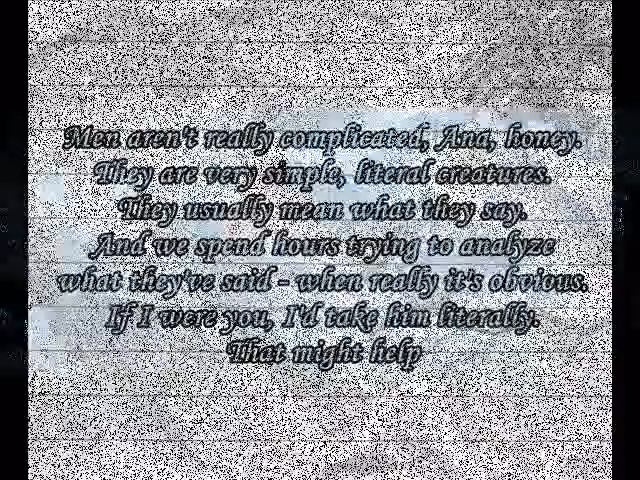 Men aren't really complicated, Ana, honey.
They are very simple, literal creatures.
They usually mean what they say.
And we spend hours trying to analyze
what they've said - when really it's obvious.
If I were you, I'd take him literally.
That might help